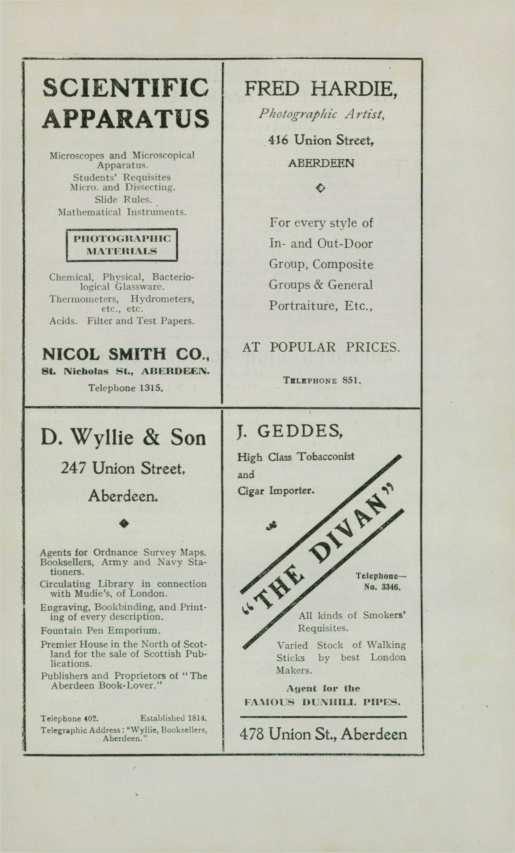 SCIENTIFIC
APPARATUS
Microscopes and Microscopical
Apparatus.
Students' Requisites
Micro. and Dissecting.
Slide Rules.
Mathematical Instruments.
PHOTOGRAPHIC
MATERIALS
Chemical, Physical, Bacterio-
logical Glassware.
Thermometers, Hydrometers,
etc., etc.
Acids. Filter and Test Papers.
NICOL SMITH CO.,
St. Nicholas St., ABERDEEN.
Telephone 1315.
FRED HARDIE,
Photographic Artist,
416 Union Street,
ABERDEEN
For every style of
In- and Out-Door
Group, Composite
Groups & General
Portraiture, Etc.,
AT POPULAR PRICES.
TELEPHONE 851.
D. Wyllie & Son
247 Union Street,
Aberdeen.
Agents for Ordnance Survey Maps.
Booksellers, Army and Navy Sta-
tioners.
Circulating Library in connection
with Mudie's, of London.
Engraving, Bookbinding, and Print-
ing of every description.
Fountain Pen Emporium.
Premier House in the North of Scot-
land for the sale of Scottish Pub-
lications.
Publishers and Proprietors of "The
Aberdeen Book-Lover."
Telephone 402. Established 1814.
Telegraphic Address: "Wyllie, Booksellers,
Aberdeen."
J. GEDDES,
High Class Tobacconist
and
Cigar Importer.
"THE DIVAN"
Telephone—
No. 3346.
All kinds of Smokers'
Requisites.
Varied Stock of Walking
Sticks by best London
Makers.
Agent for the
FAMOUS DUNHILL PIPES.
478 Union St., Aberdeen